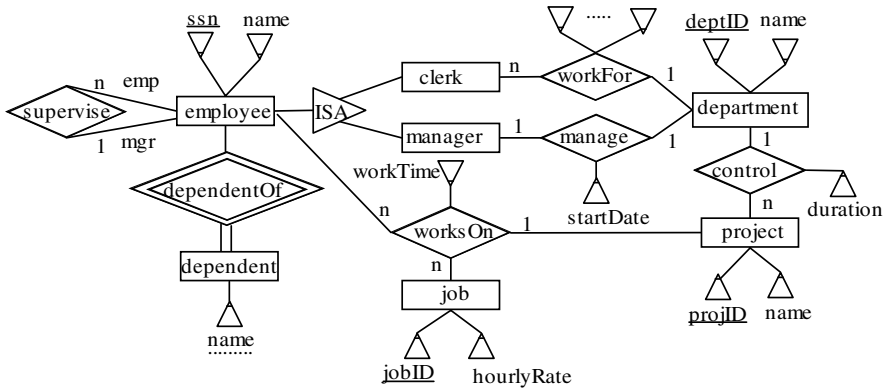 ssn name
.....
deptID name
n emp
supervise
1 mgr
employee
ISA
clerk
n
workFor
1
department
manager
1
manage
1
1
control
n
duration
dependentOf
workTime
startDate
n
worksOn
1
project
n
dependent
job
name
jobID
hourlyRate
projID
name